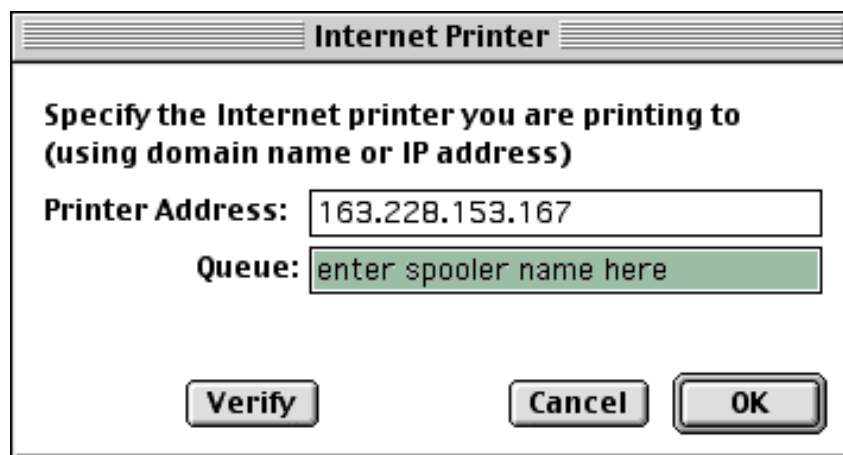 Internet Printer
Specify the Internet printer you are printing to
(using domain name or IP address)
Printer Address: 163.228.153.167
Queue: enter spooler name here
Verify Cancel OK